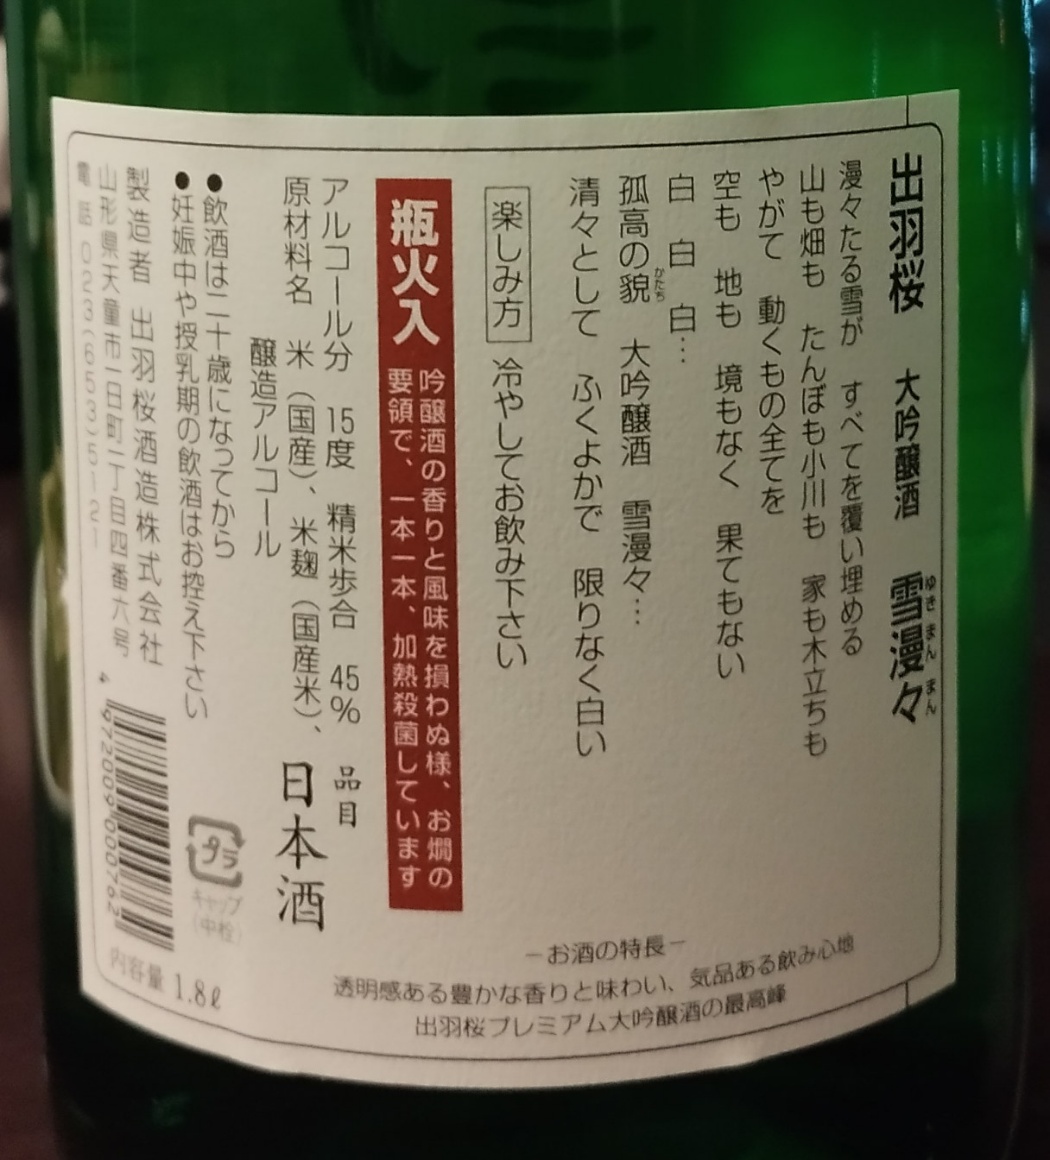 出羽桜　大吟醸酒　雪漫々
ゆきまんまん
漫々たる雪が　すべてを覆い埋める
山も畑も　たんぼも小川も　家も木立ちも
やがて　動くもの全てを
空も　地も　境もなく　果てもない
白　白　白…
孤高の貌　大吟醸酒　雪漫々…
かたち
清々として　ふくよかで　限りなく白い
楽しみ方　冷やしてお飲み下さい
瓶火入
吟醸酒の香りと風味を損わぬ様、お燗の
要領で、一本一本、加熱殺菌しています
アルコール分　15度　精米歩合　45%
原材料名　米（国産）、米麹（国産米）、
醸造アルコール
品目
日本酒
●飲酒は二十歳になってから
●妊娠中や授乳期の飲酒はお控え下さい
製造者　出羽桜酒造株式会社
山形県天童市一日町一丁目四番六号
電話 023(653)5121
4 972009 000762
プラ
キャップ
(中栓)
内容量 1.8ℓ
－お酒の特長－
透明感ある豊かな香りと味わい、気品ある飲み心地
出羽桜プレミアム大吟醸酒の最高峰